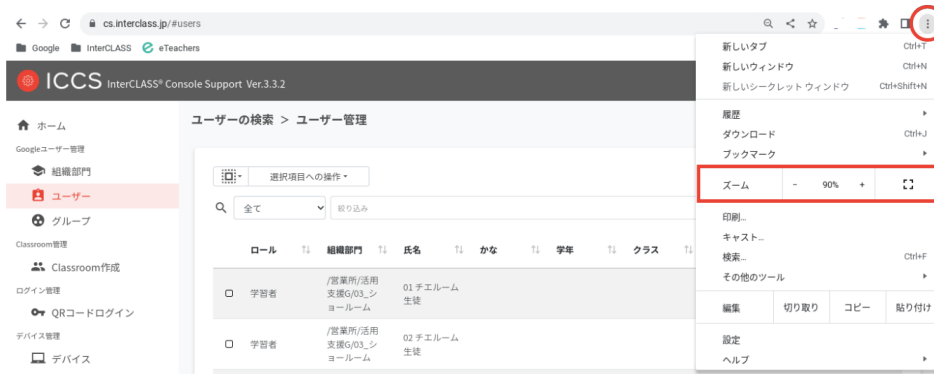 cs.interclass.jp/#users
Google InterCLASS eTeachers
ICCS InterCLASS® Console Support Ver.3.3.2
ホーム
Googleユーザー管理
組織部門
ユーザー
グループ
Classroom管理
Classroom作成
ログイン管理
QRコードログイン
デバイス管理
デバイス
ユーザーの検索 > ユーザー管理
選択項目への操作
全て 絞り込み
ロール 組織部門 氏名 かな 学年 クラス
学習者 /営業所/活用支援G/03_ショールーム 01 チエルーム生徒
学習者 /営業所/活用支援G/03_ショールーム 02 チエルーム生徒
新しいタブ Ctrl+T
新しいウィンドウ Ctrl+N
新しいシークレット ウィンドウ Ctrl+Shift+N
履歴
ダウンロード Ctrl+J
ブックマーク
ズーム - 90% +
印刷...
キャスト...
検索... Ctrl+F
その他のツール
編集 切り取り コピー 貼り付け
設定
ヘルプ